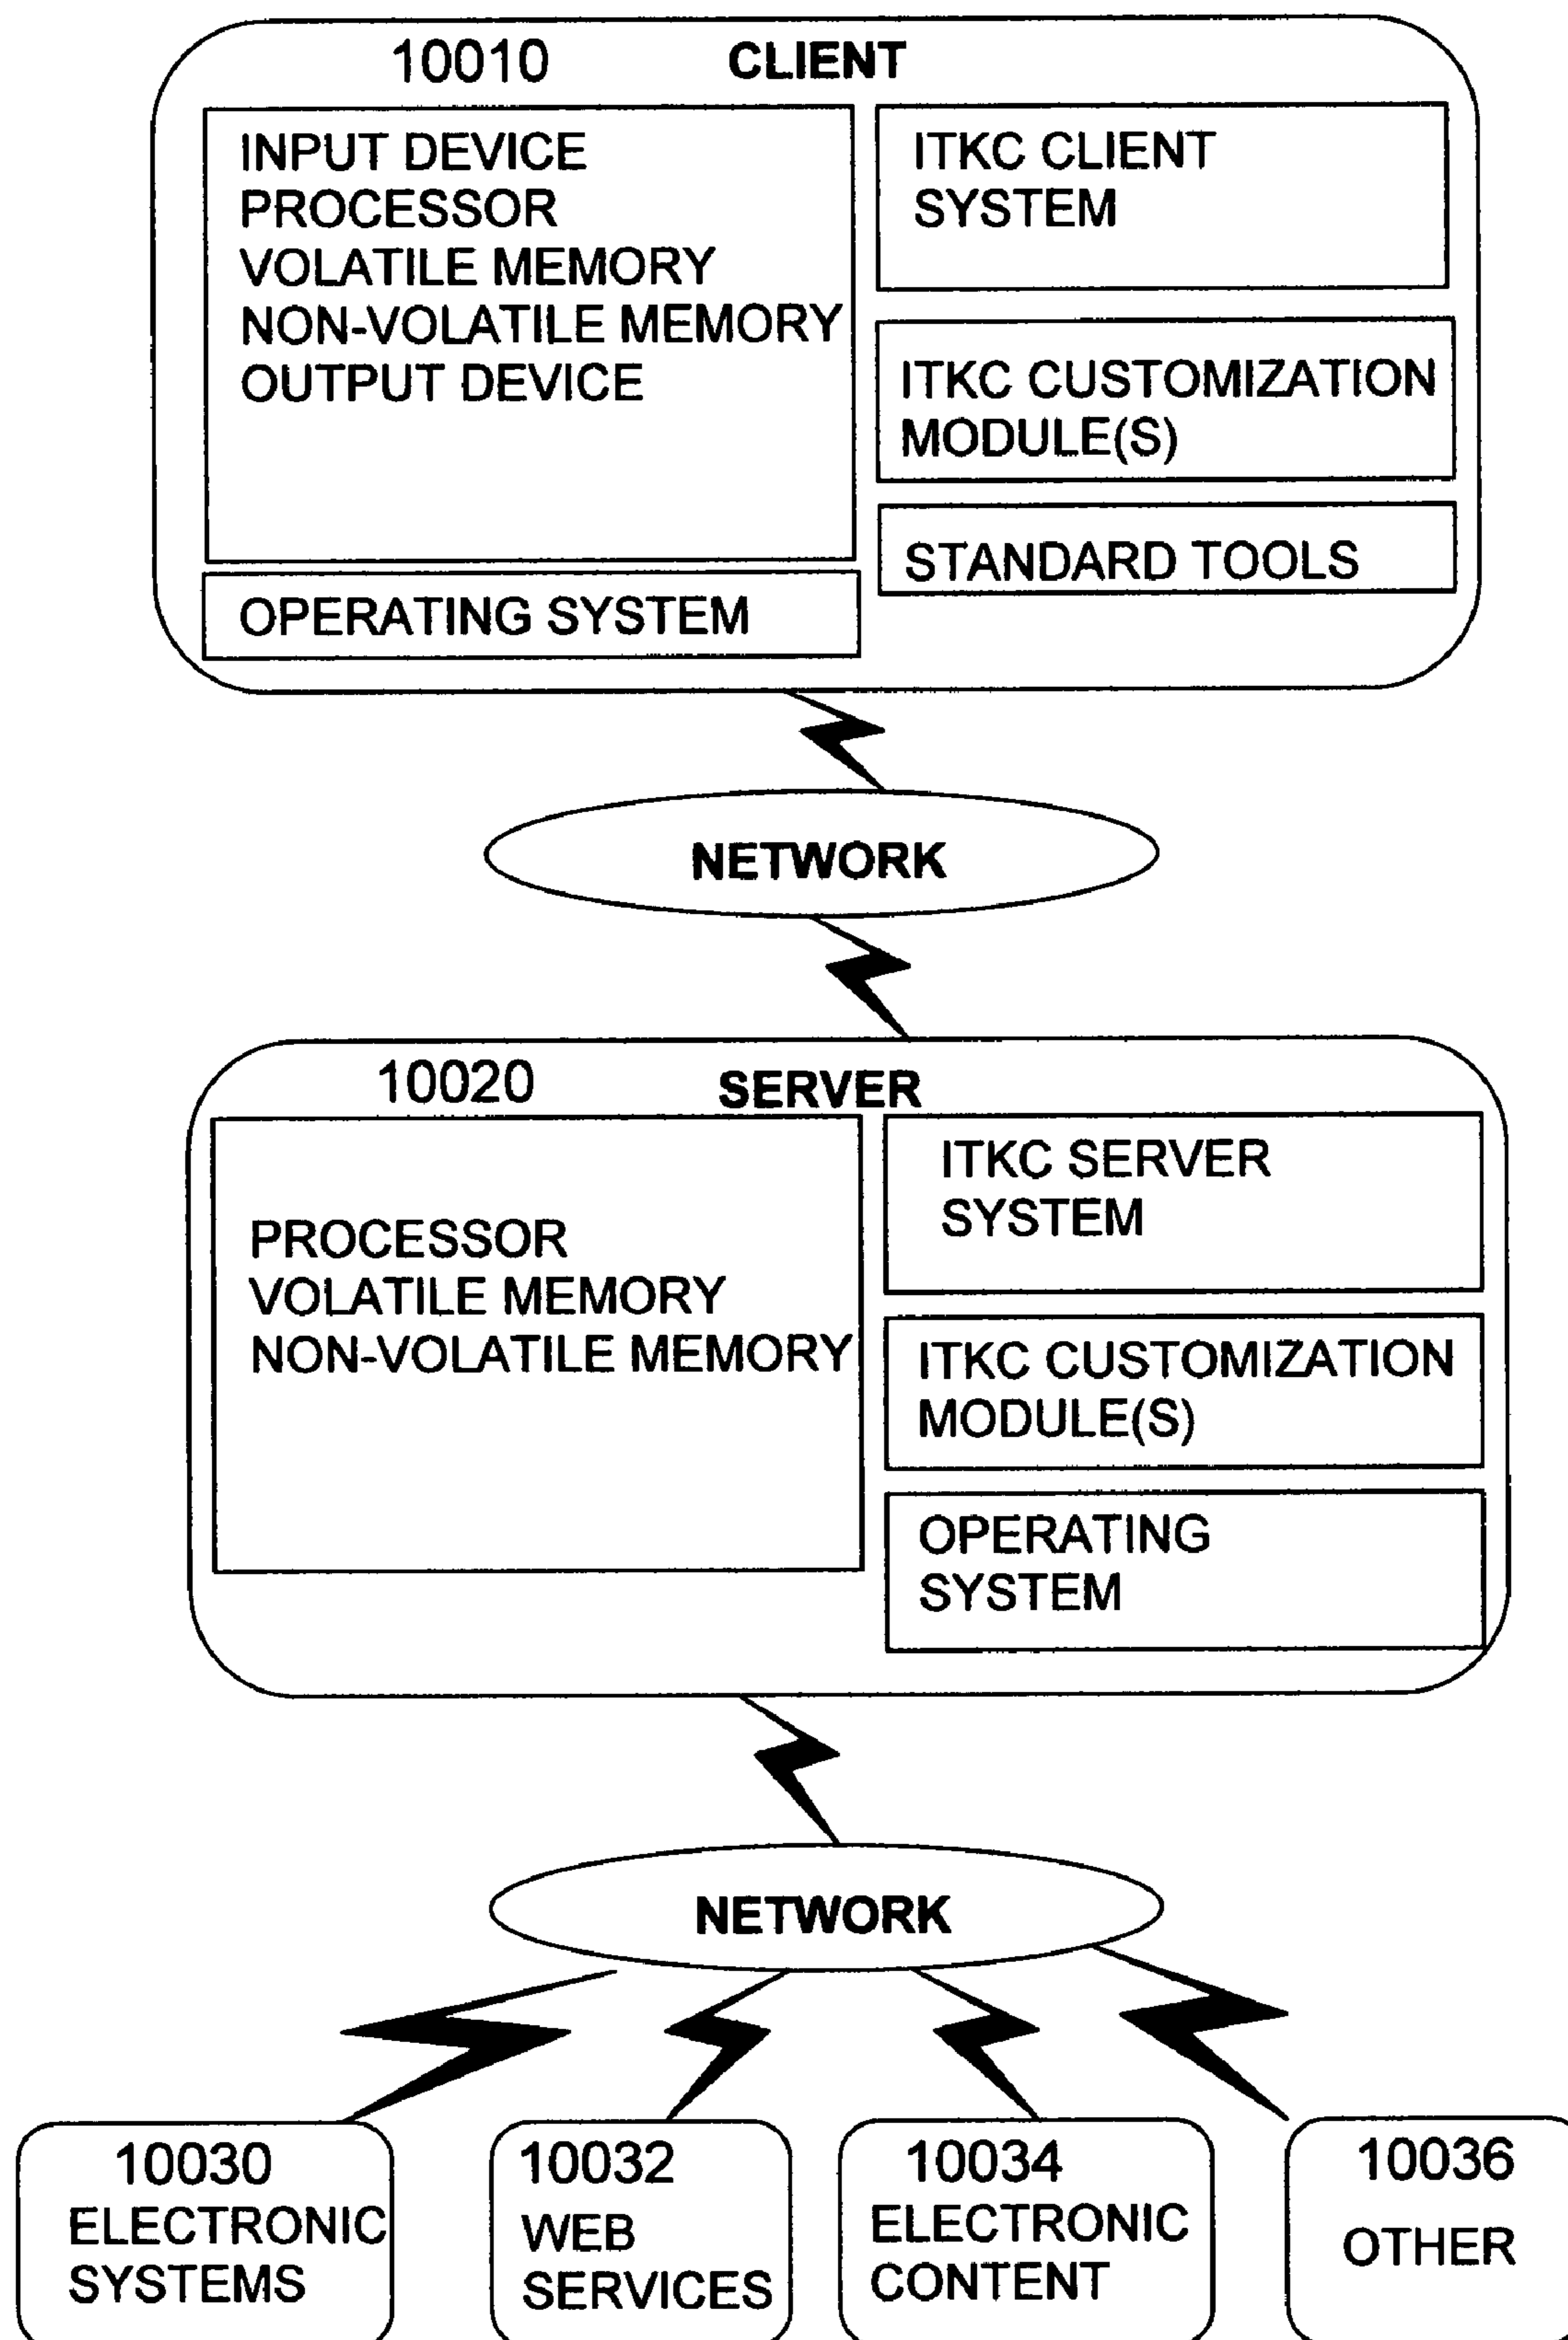 10010 CLIENT
INPUT DEVICE
PROCESSOR
VOLATILE MEMORY
NON-VOLATILE MEMORY
OUTPUT DEVICE
OPERATING SYSTEM
ITKC CLIENT
SYSTEM
ITKC CUSTOMIZATION
MODULE(S)
STANDARD TOOLS
NETWORK
10020 SERVER
PROCESSOR
VOLATILE MEMORY
NON-VOLATILE MEMORY
ITKC SERVER
SYSTEM
ITKC CUSTOMIZATION
MODULE(S)
OPERATING
SYSTEM
NETWORK
10030
ELECTRONIC
SYSTEMS
10032
WEB
SERVICES
10034
ELECTRONIC
CONTENT
10036
OTHER